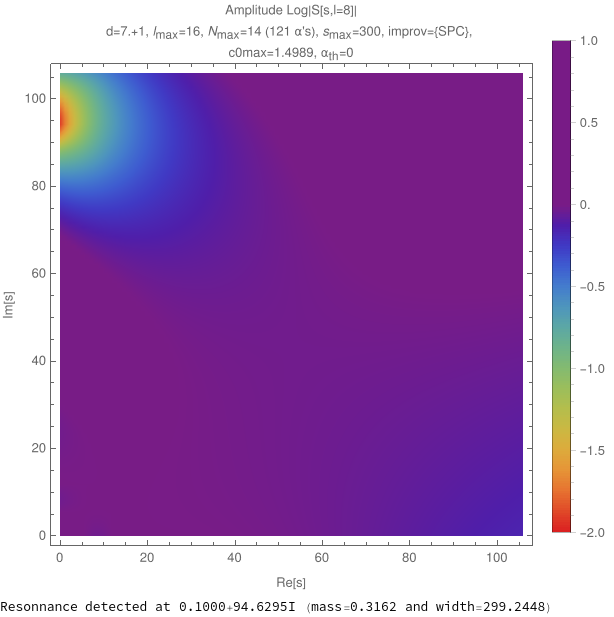 Amplitude Log|S[s,l=8]|
d=7.+1, lmax=16, Nmax=14 (121 α's), smax=300, improv={SPC},
c0max=1.4989, αth=0
1.0
0.5
0.
−0.5
−1.0
−1.5
−2.0
100
80
60
40
20
0
Im[s]
0 20 40 60 80 100
Re[s]
Resonnance detected at 0.1000+94.6295I (mass=0.3162 and width=299.2448)